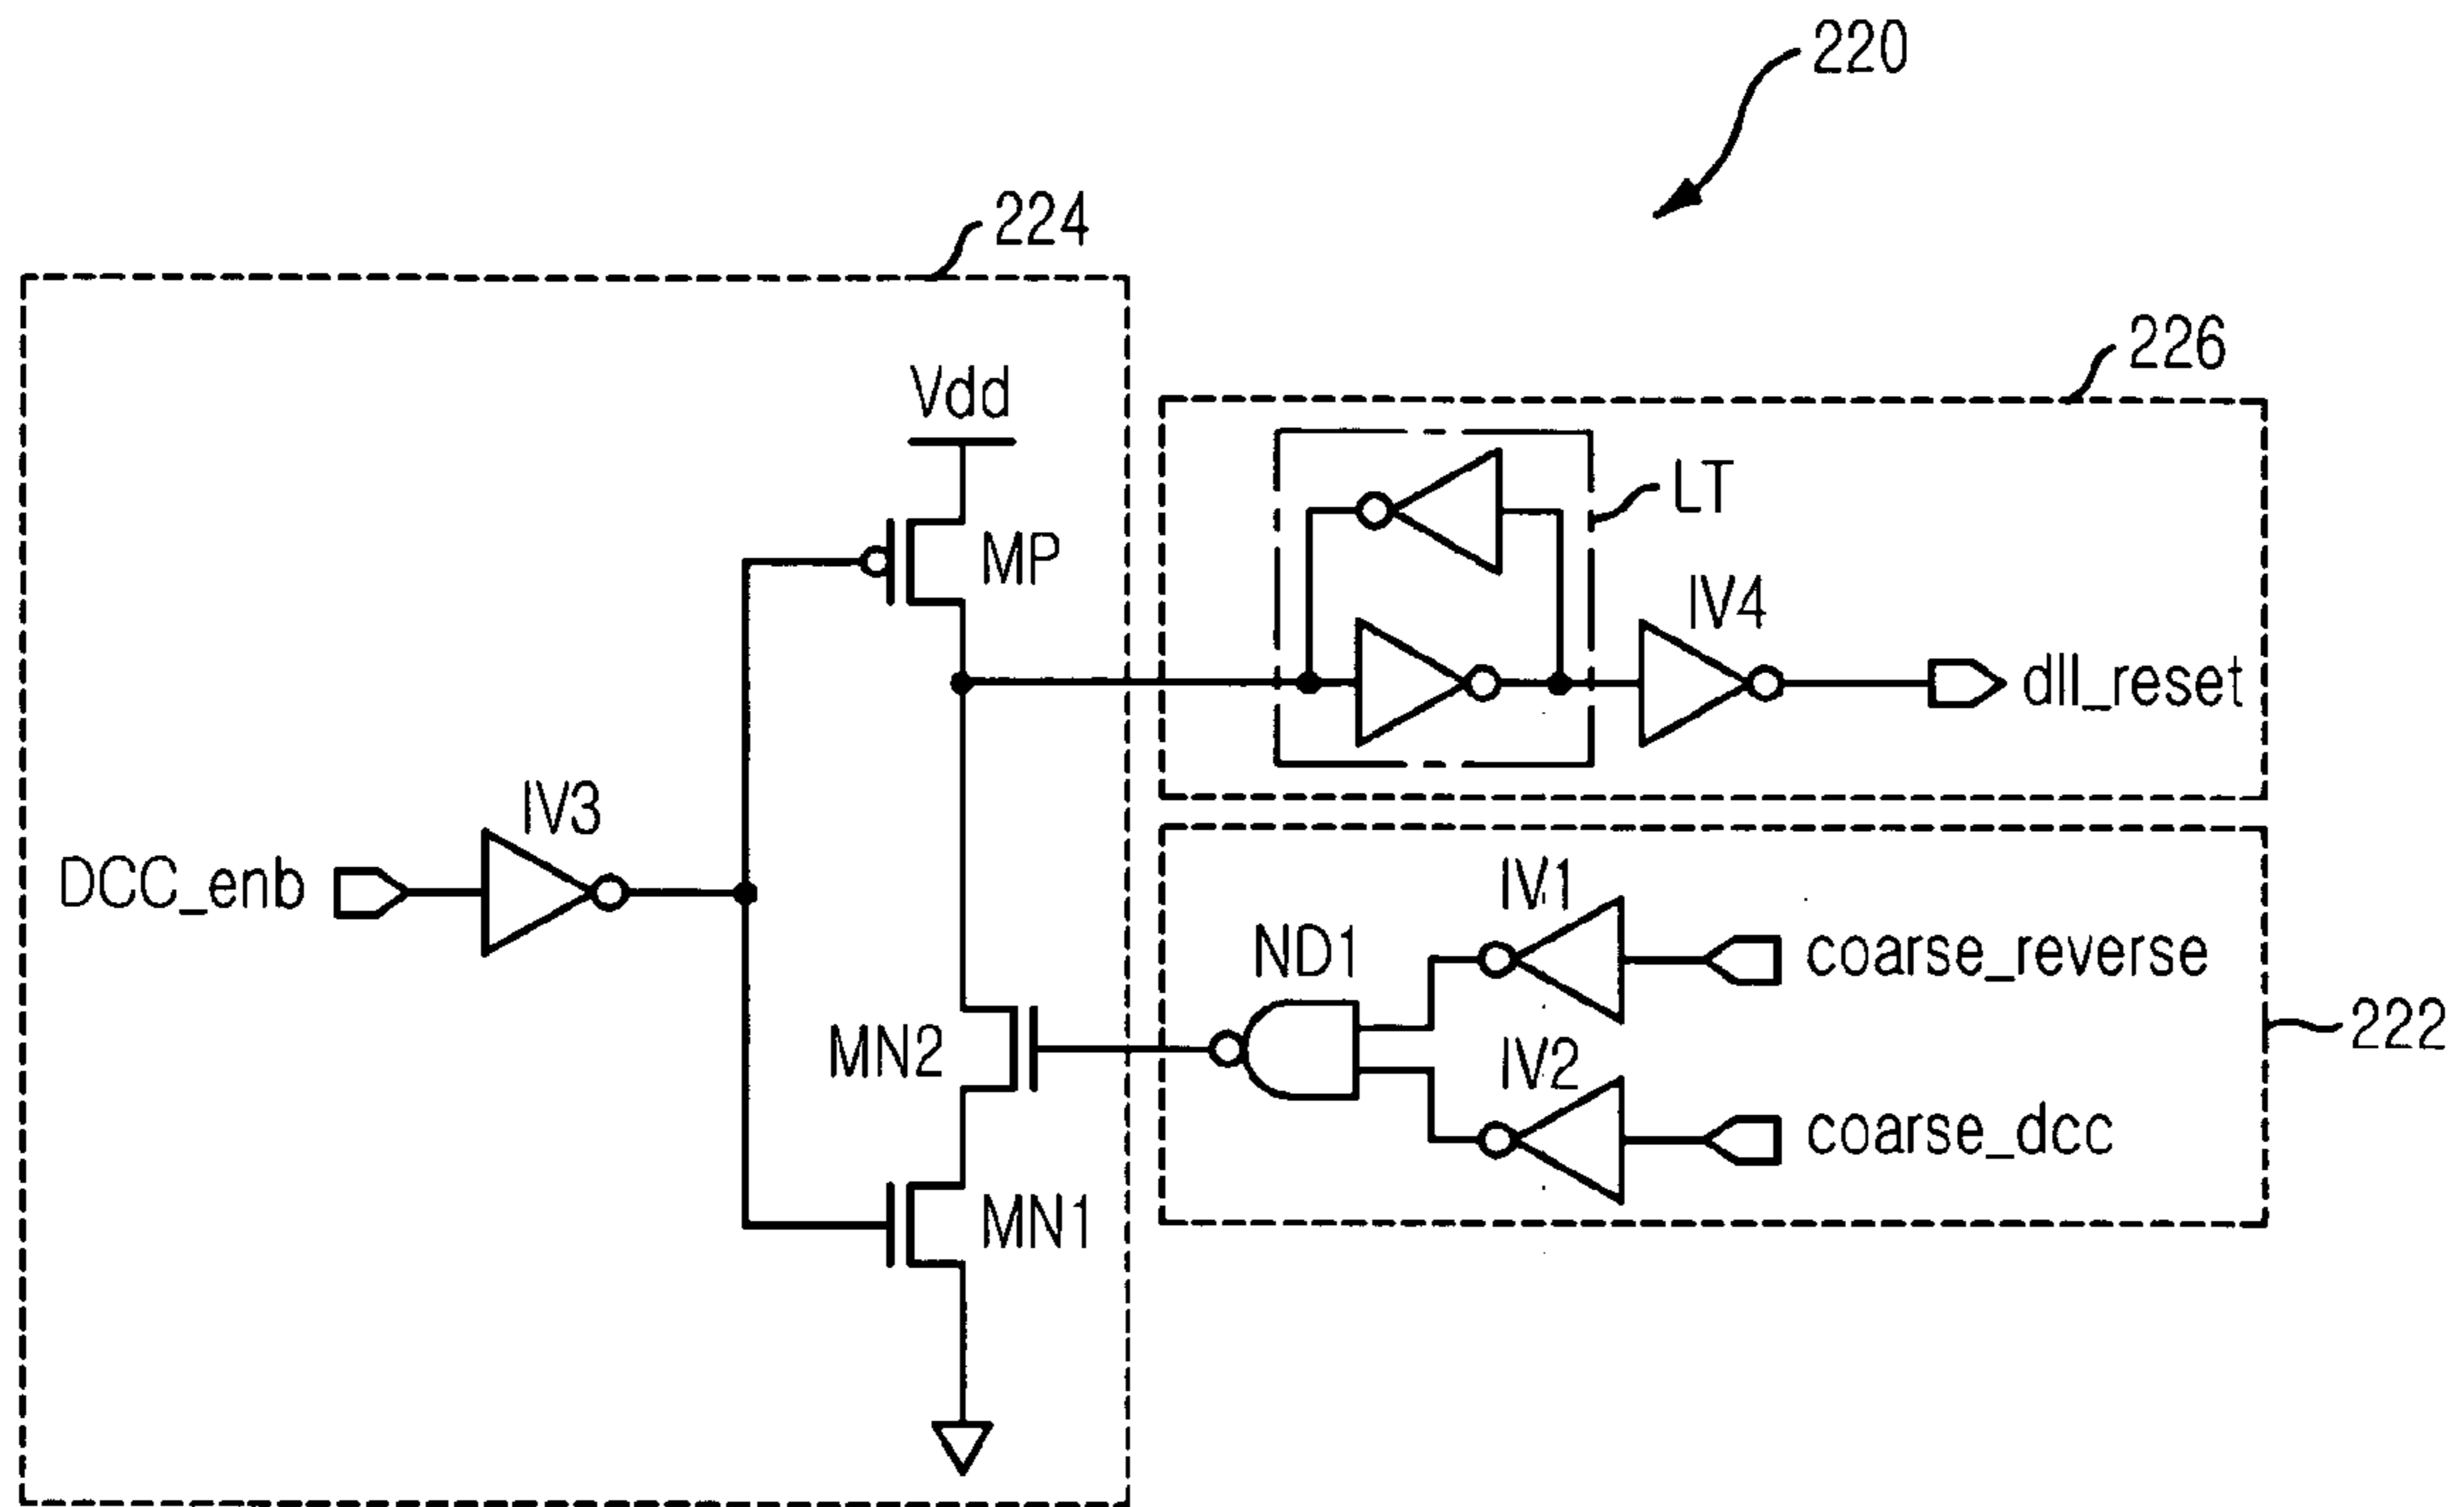 220
224
226
Vdd
LT
MP
IV4
dll_reset
IV3
DCC_enb
IV1
ND1
coarse_reverse
222
MN2
IV2
coarse_dcc
MN1